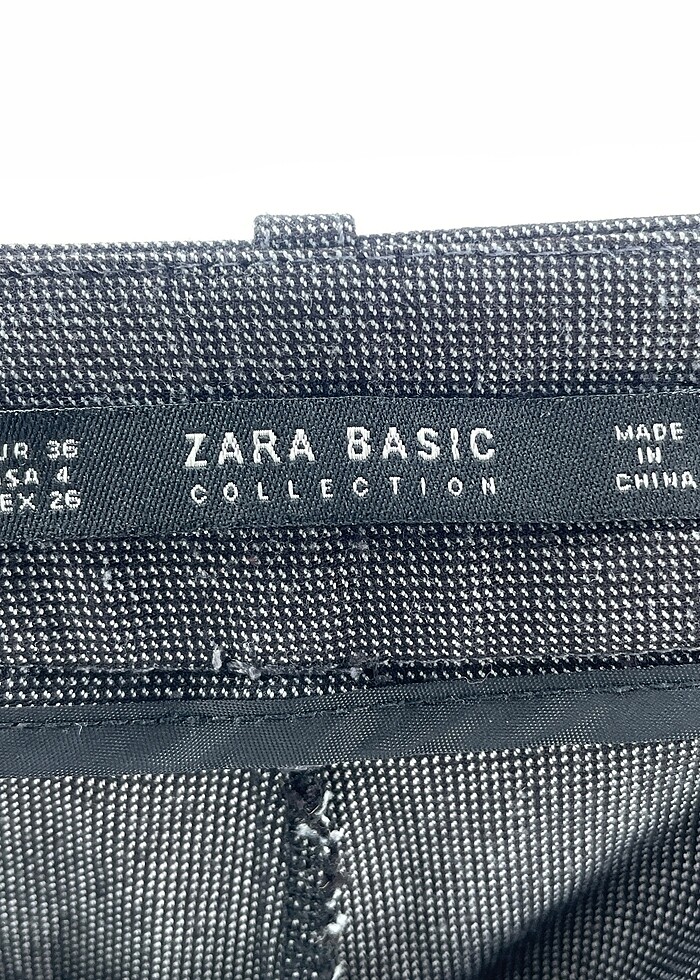 UR 36
SA 4
EX 26
ZARA BASIC
COLLECTION
MADE
IN
CHINA